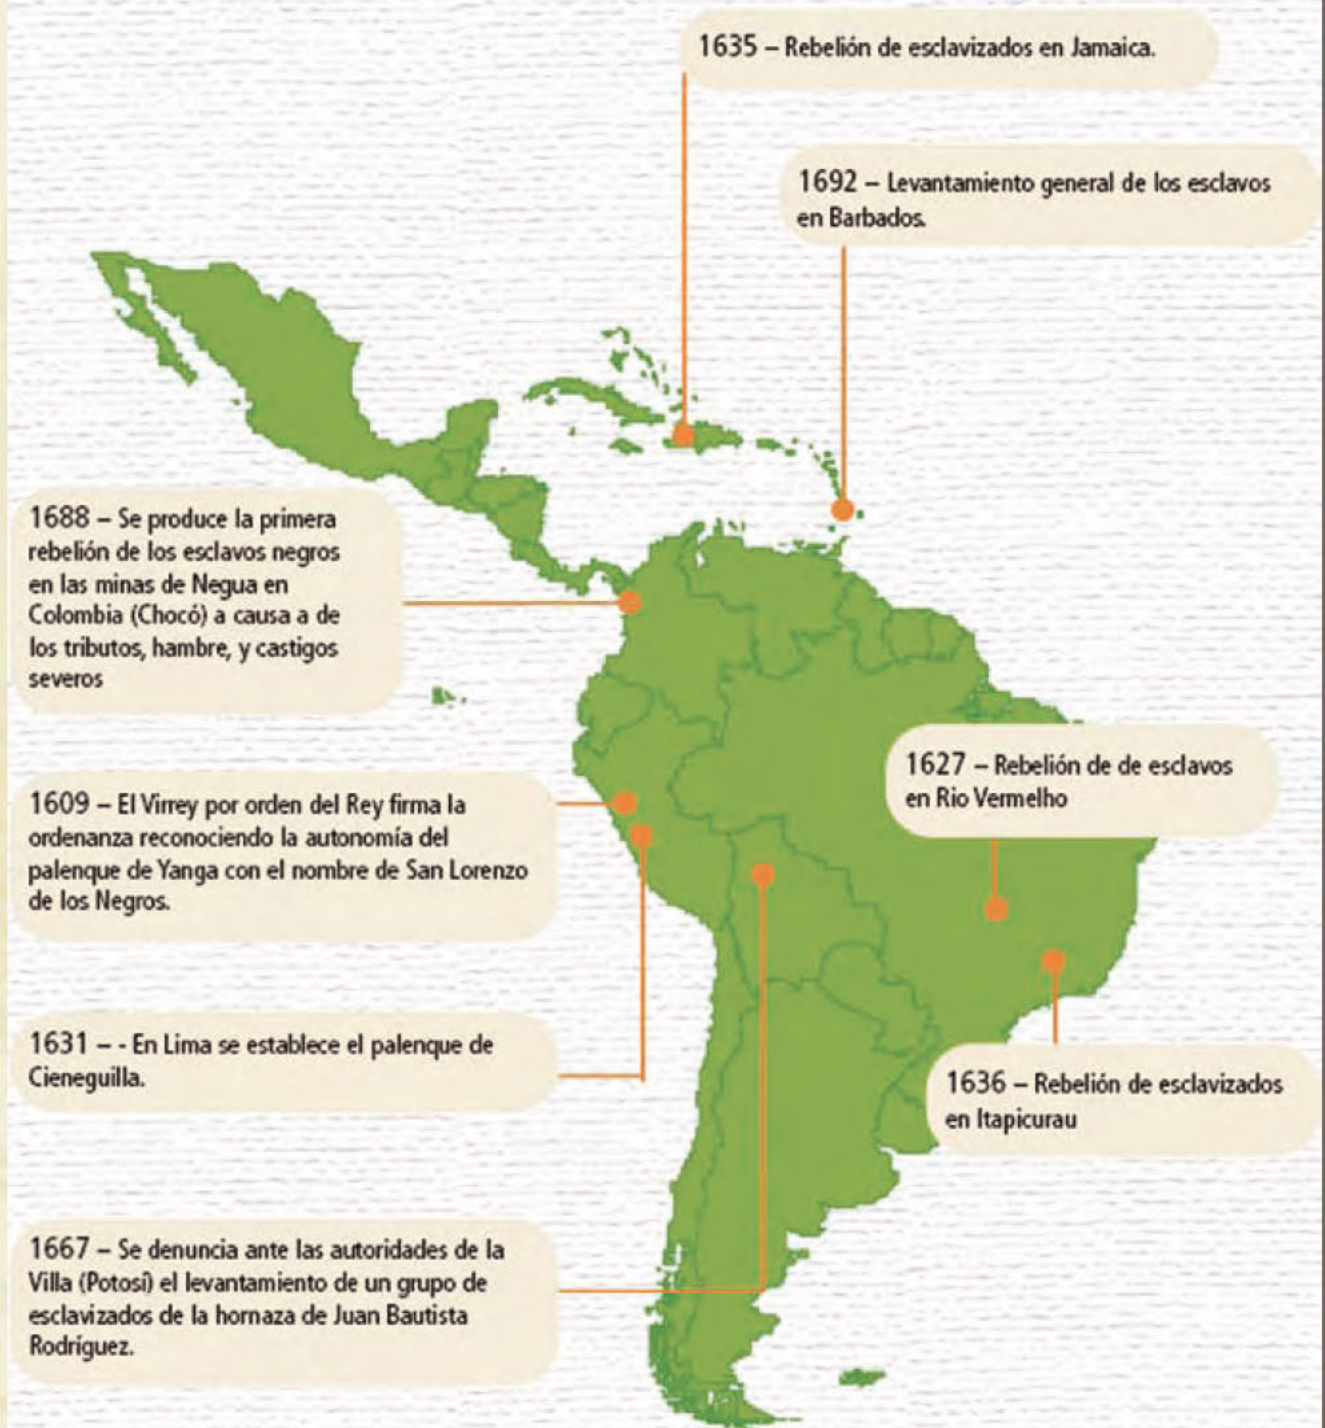 1635 – Rebelión de esclavizados en Jamaica.
1692 – Levantamiento general de los esclavos
en Barbados.
1688 – Se produce la primera
rebelión de los esclavos negros
en las minas de Negua en
Colombia (Chocó) a causa a de
los tributos, hambre, y castigos
severos
1627 – Rebelión de de esclavos
en Rio Vermelho
1609 – El Virrey por orden del Rey firma la
ordenanza reconociendo la autonomía del
palenque de Yanga con el nombre de San Lorenzo
de los Negros.
1631 – - En Lima se establece el palenque de
Cieneguilla.
1636 – Rebelión de esclavizados
en Itapicurau
1667 – Se denuncia ante las autoridades de la
Villa (Potosí) el levantamiento de un grupo de
esclavizados de la hornaza de Juan Bautista
Rodríguez.